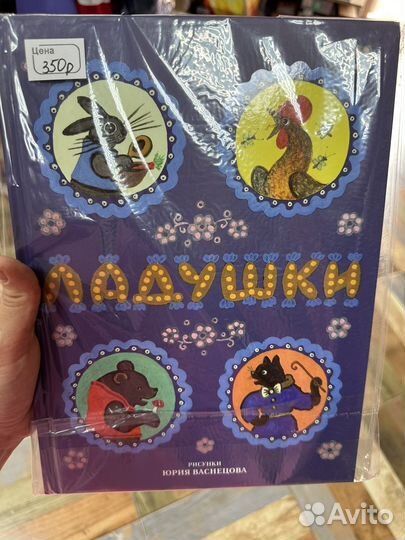 Цена
350р
ЛАДУШКИ
РИСУНКИ
ЮРИЯ ВАСНЕЦОВА
Avito